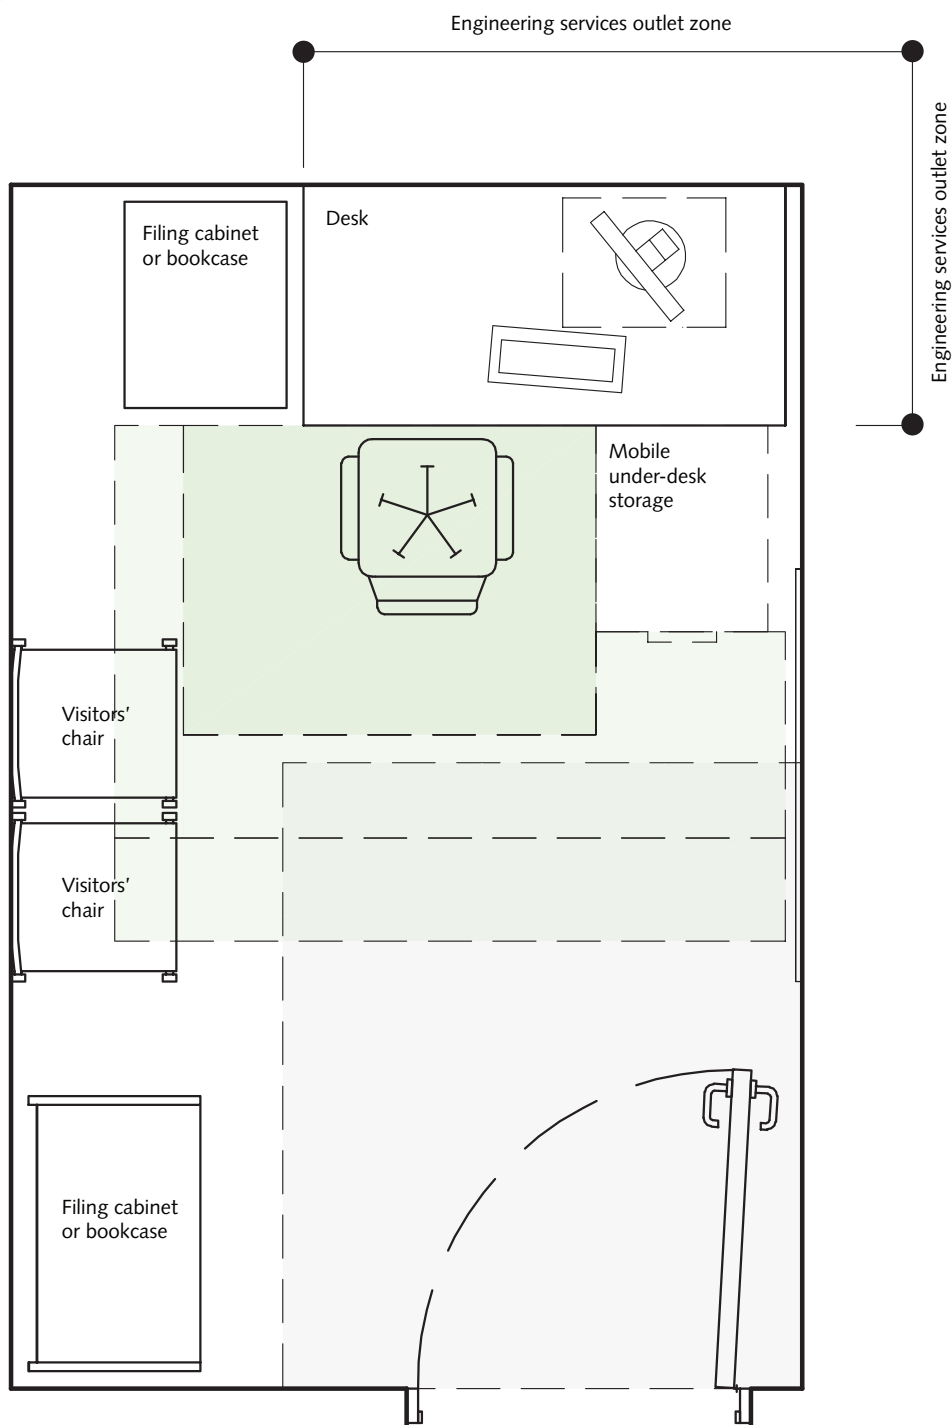 Engineering services outlet zone
Engineering services outlet zone
Desk
Filing cabinet
or bookcase
Mobile
under-desk
storage
Visitors’
chair
Visitors’
chair
Filing cabinet
or bookcase